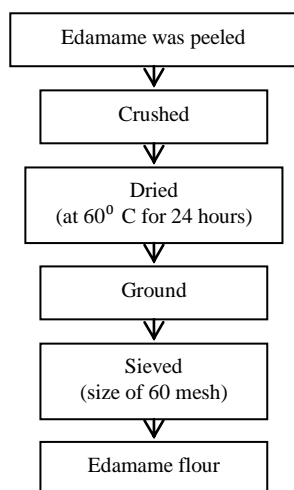 Edamame was peeled
Crushed
Dried
(at 60⁰ C for 24 hours)
Ground
Sieved
(size of 60 mesh)
Edamame flour